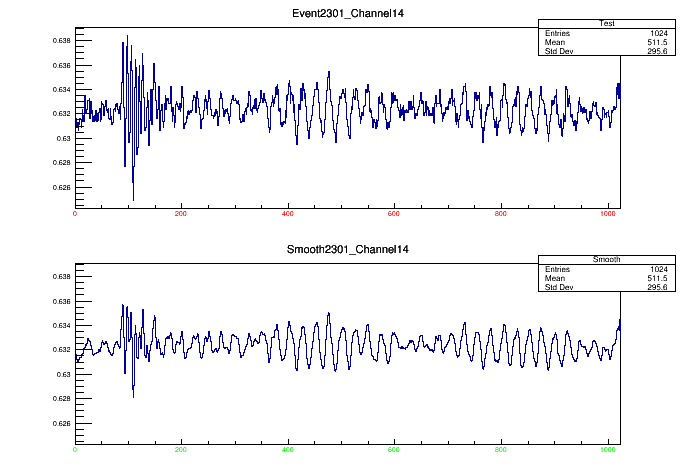 Event2301_Channel14
Test
Entries 1024
Mean 511.5
Std Dev 295.6
0.638
0.636
0.634
0.632
0.63
0.628
0.626
0 200 400 600 800 1000
Smooth2301_Channel14
Smooth
Entries 1024
Mean 511.5
Std Dev 295.6
0.638
0.636
0.634
0.632
0.63
0.628
0.626
0 200 400 600 800 1000